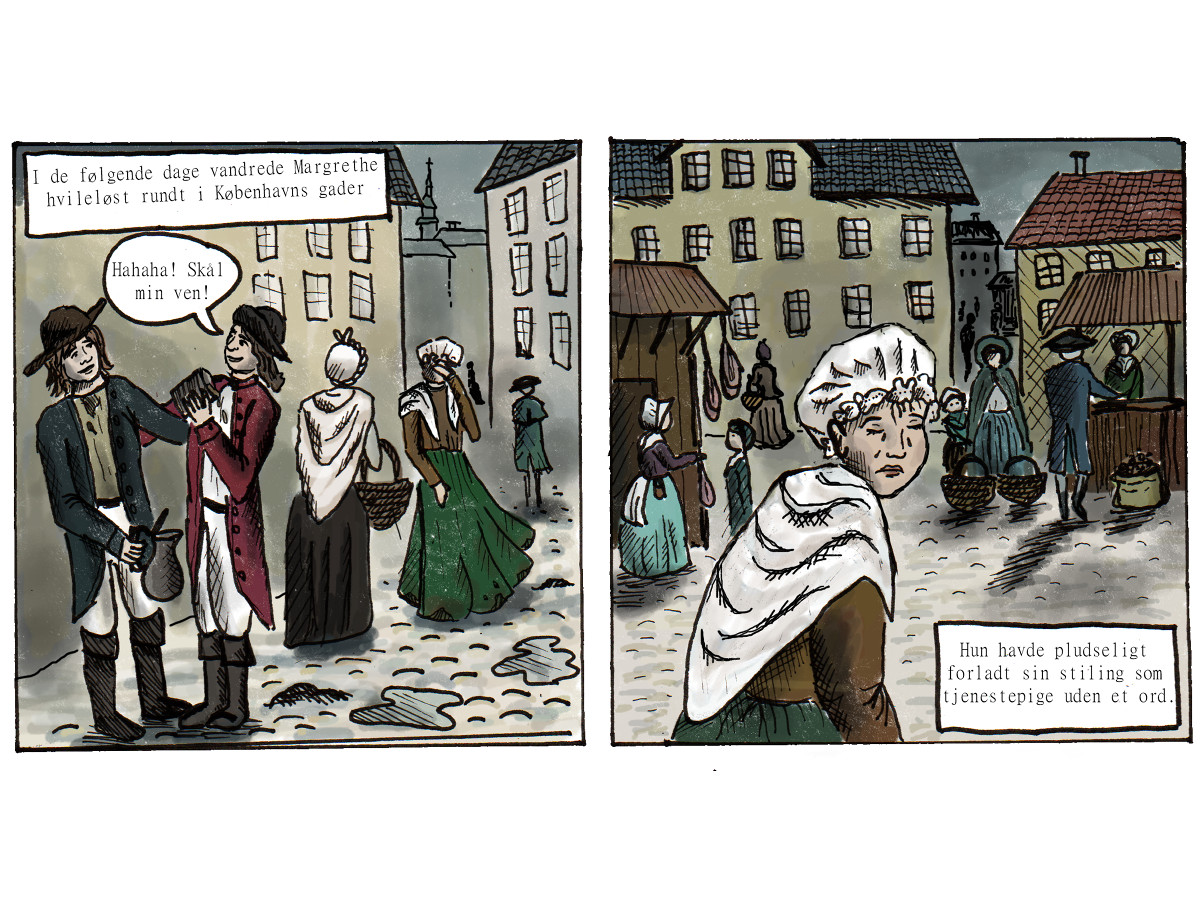 I de følgende dage vandrede Margrethe
hvileløst rundt i Københavns gader
Hahaha! Skål
min ven!
Hun havde pludseligt
forladt sin stiling som
tjenestepige uden et ord.